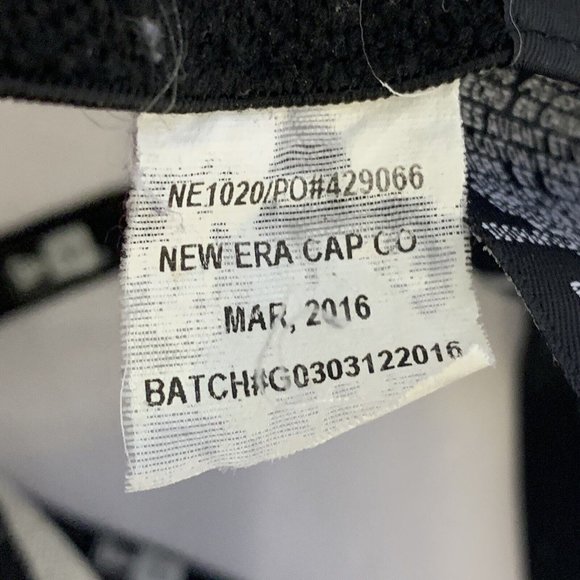 NE1020/PO#429066
NEW ERA CAP CO
MAR, 2016
BATCH#G0303122016